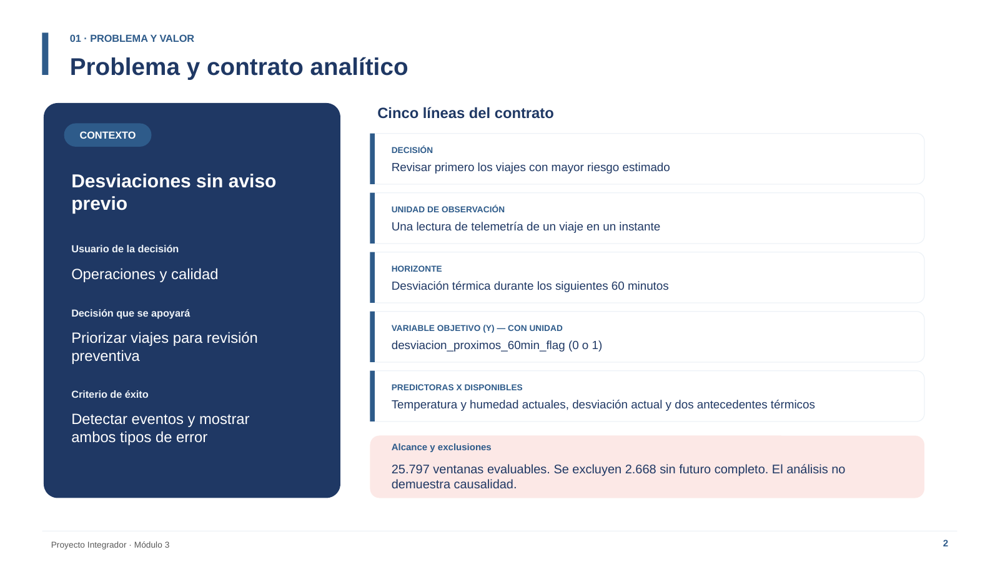 01 · PROBLEMA Y VALOR
Problema y contrato analítico
CONTEXTO
Desviaciones sin aviso
previo
Usuario de la decisión
Operaciones y calidad
Decisión que se apoyará
Priorizar viajes para revisión
preventiva
Criterio de éxito
Detectar eventos y mostrar
ambos tipos de error
Cinco líneas del contrato
DECISIÓN
Revisar primero los viajes con mayor riesgo estimado
UNIDAD DE OBSERVACIÓN
Una lectura de telemetría de un viaje en un instante
HORIZONTE
Desviación térmica durante los siguientes 60 minutos
VARIABLE OBJETIVO (Y) — CON UNIDAD
desviacion_proximos_60min_flag (0 o 1)
PREDICTORAS X DISPONIBLES
Temperatura y humedad actuales, desviación actual y dos antecedentes térmicos
Alcance y exclusiones
25.797 ventanas evaluables. Se excluyen 2.668 sin futuro completo. El análisis no
demuestra causalidad.
Proyecto Integrador · Módulo 3
2